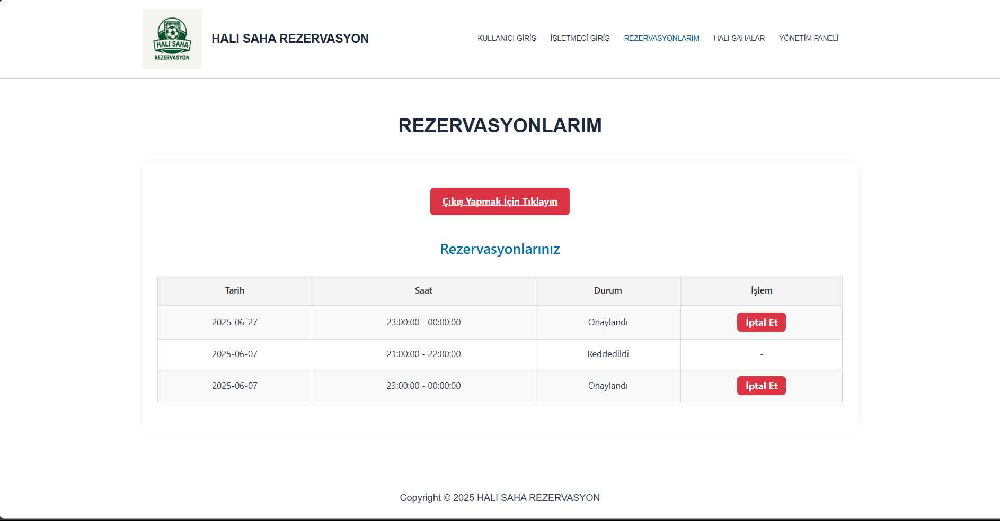 HALI SAHA
REZERVASYON
HALI SAHA REZERVASYON
KULLANICI GİRİŞ İŞLETMECİ GİRİŞ REZERVASYONLARIM HALI SAHALAR YÖNETİM PANELİ
REZERVASYONLARIM
Çıkış Yapmak İçin Tıklayın
Rezervasyonlarınız
Tarih Saat Durum İşlem
2025-06-27 23:00:00 - 00:00:00 Onaylandı İptal Et
2025-06-07 21:00:00 - 22:00:00 Reddedildi -
2025-06-07 23:00:00 - 00:00:00 Onaylandı İptal Et
Copyright © 2025 HALI SAHA REZERVASYON